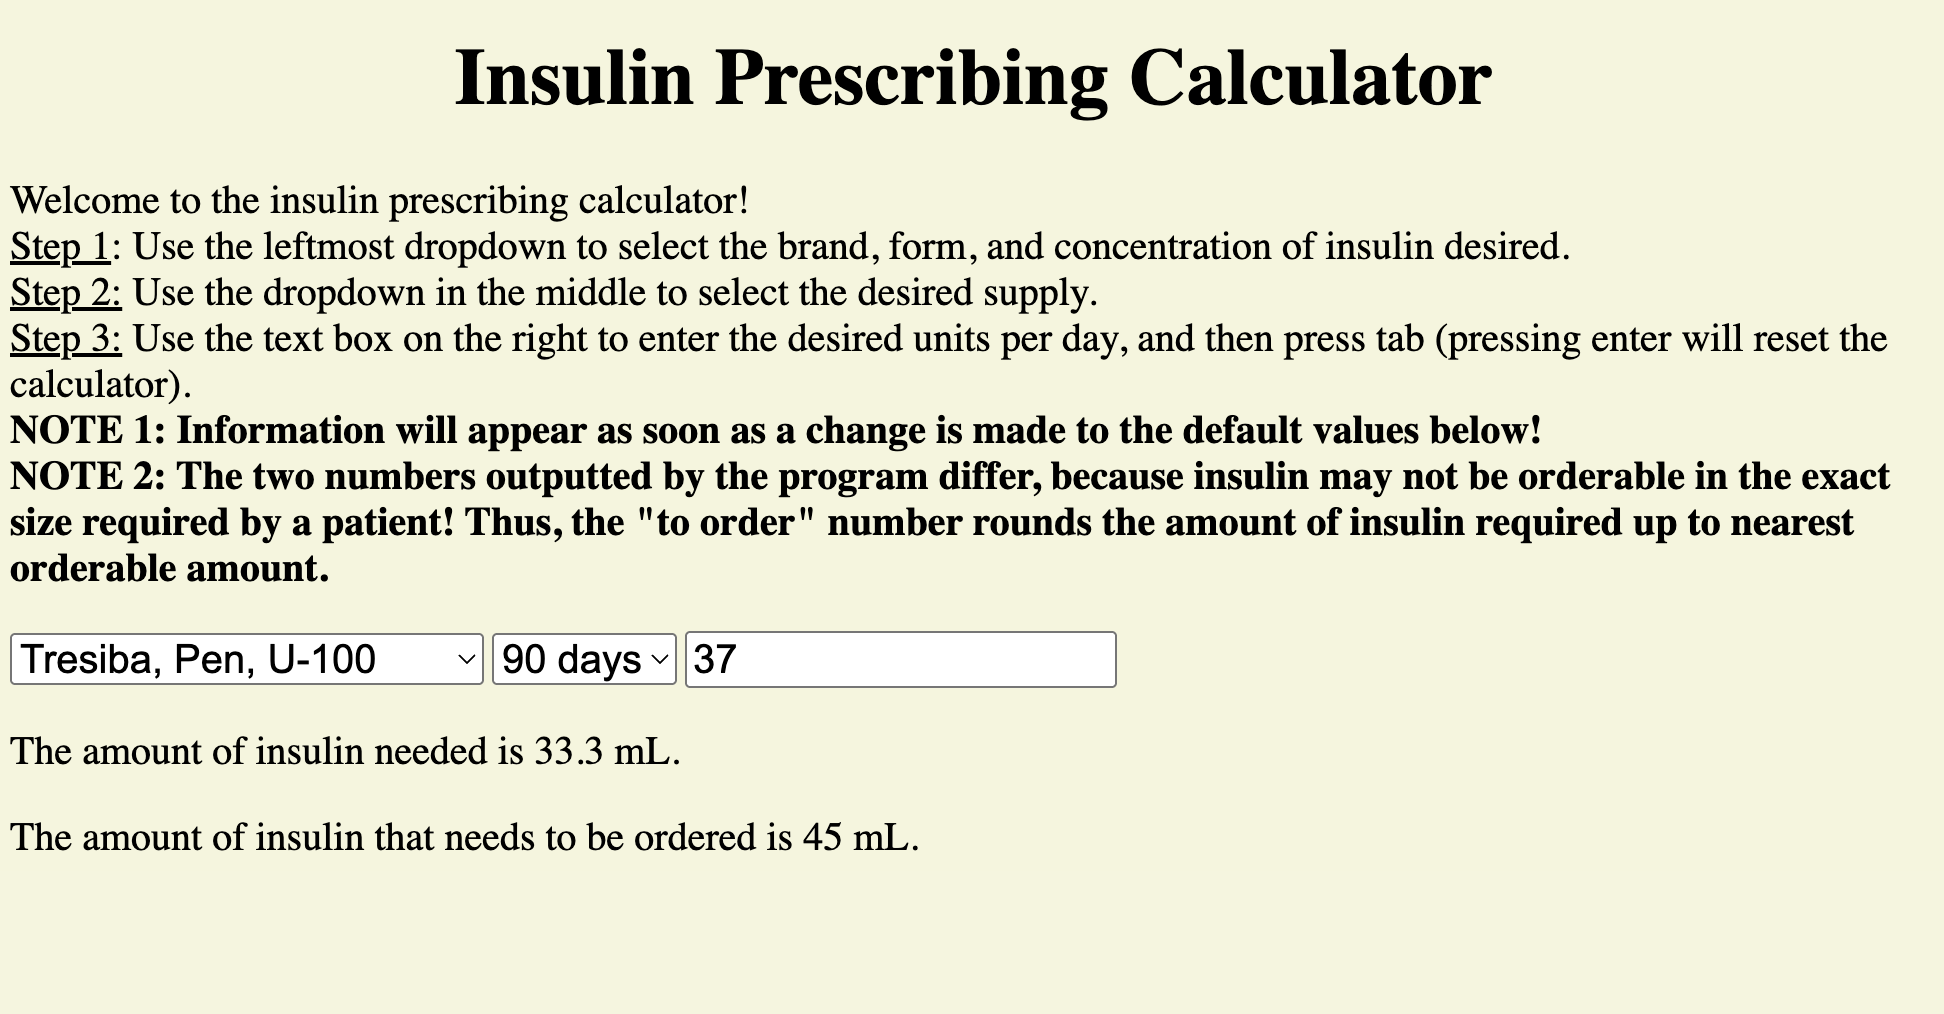 Insulin Prescribing Calculator
Welcome to the insulin prescribing calculator!
Step 1: Use the leftmost dropdown to select the brand, form, and concentration of insulin desired.
Step 2: Use the dropdown in the middle to select the desired supply.
Step 3: Use the text box on the right to enter the desired units per day, and then press tab (pressing enter will reset the
calculator).
NOTE 1: Information will appear as soon as a change is made to the default values below!
NOTE 2: The two numbers outputted by the program differ, because insulin may not be orderable in the exact
size required by a patient! Thus, the "to order" number rounds the amount of insulin required up to nearest
orderable amount.
Tresiba, Pen, U-100 90 days 37
The amount of insulin needed is 33.3 mL.
The amount of insulin that needs to be ordered is 45 mL.